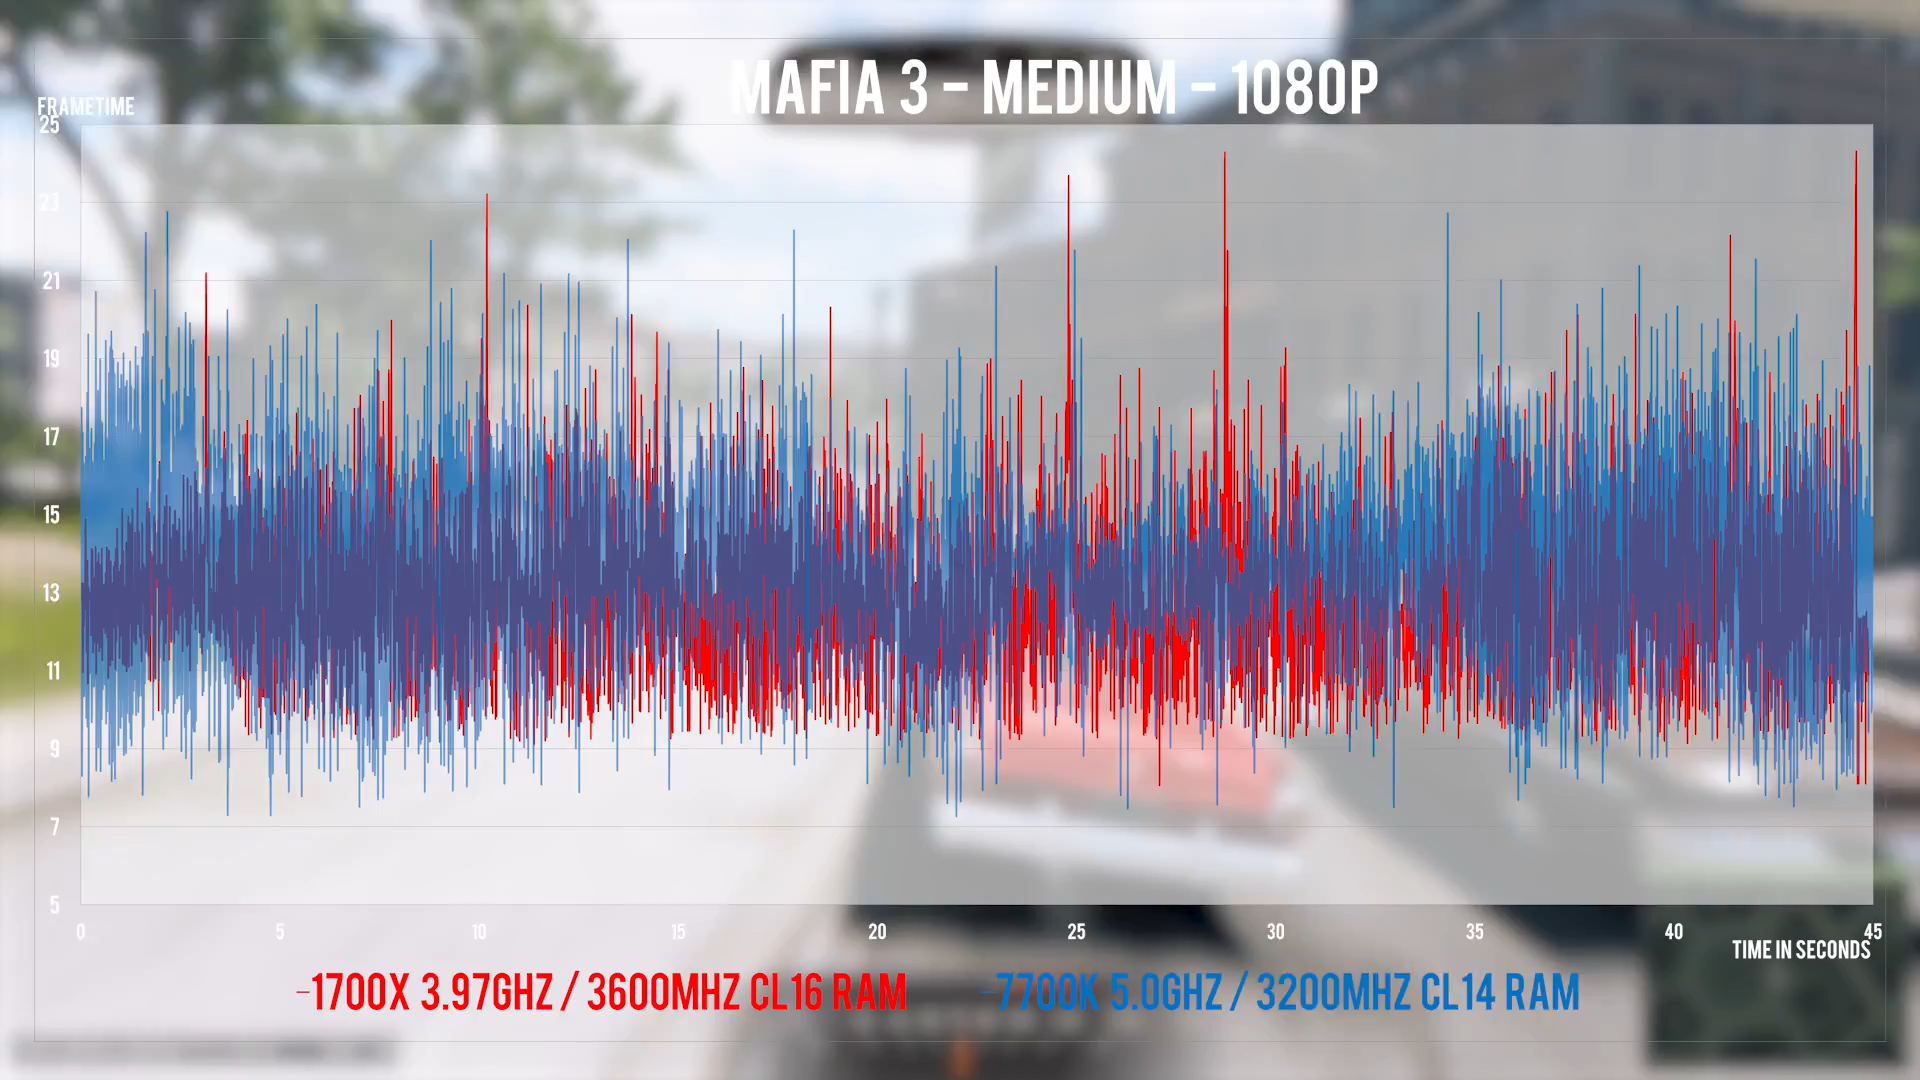 MAFIA 3 - MEDIUM - 1080P
FRAMETIME
25
23
21
19
17
15
13
11
9
7
5
0 5 10 15 20 25 30 35 40 45
TIME IN SECONDS
-1700X 3.97GHZ / 3600MHZ CL16 RAM -7700K 5.0GHZ / 3200MHZ CL14 RAM